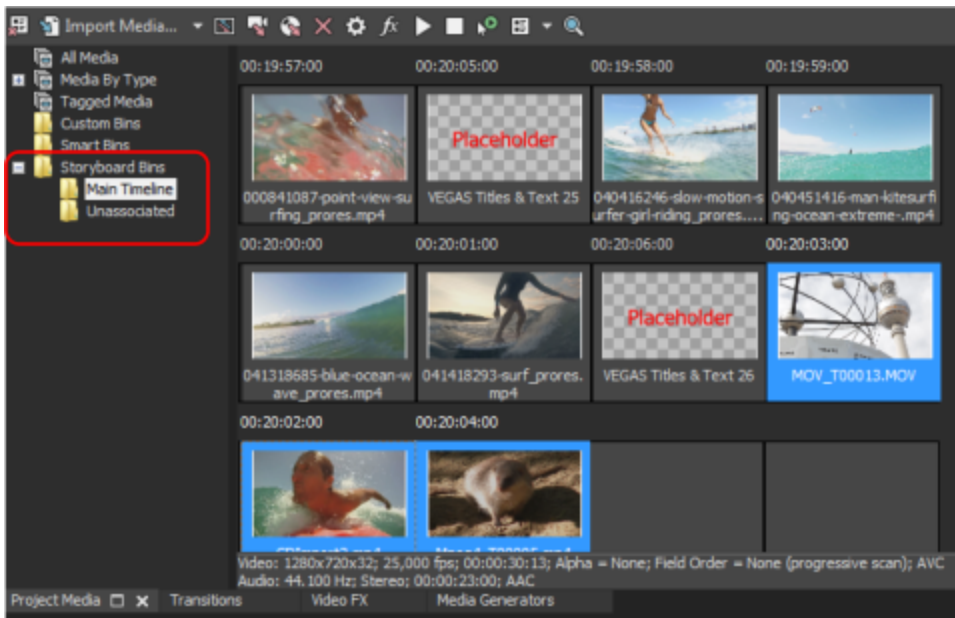 Import Media...
All Media
Media By Type
Tagged Media
Custom Bins
Smart Bins
Storyboard Bins
Main Timeline
Unassociated
00:19:57:00
00:20:05:00
00:19:58:00
00:19:59:00
Placeholder
000841087-point-view-su
rfing_prores.mp4
VEGAS Titles & Text 25
040416246-slow-motion-s
urfer-girl-riding_prores....
040451416-man-kitesurfi
ng-ocean-extreme-.mp4
00:20:00:00
00:20:01:00
00:20:06:00
00:20:03:00
Placeholder
041318685-blue-ocean-w
ave_prores.mp4
041418293-surf_prores.
mp4
VEGAS Titles & Text 26
MOV_T00013.MOV
00:20:02:00
00:20:04:00
Video: 1280x720x32; 25,000 fps; 00:00:30:13; Alpha = None; Field Order = None (progressive scan); AVC
Audio: 44.100 Hz; Stereo; 00:00:23:00; AAC
Project Media
Transitions
Video FX
Media Generators